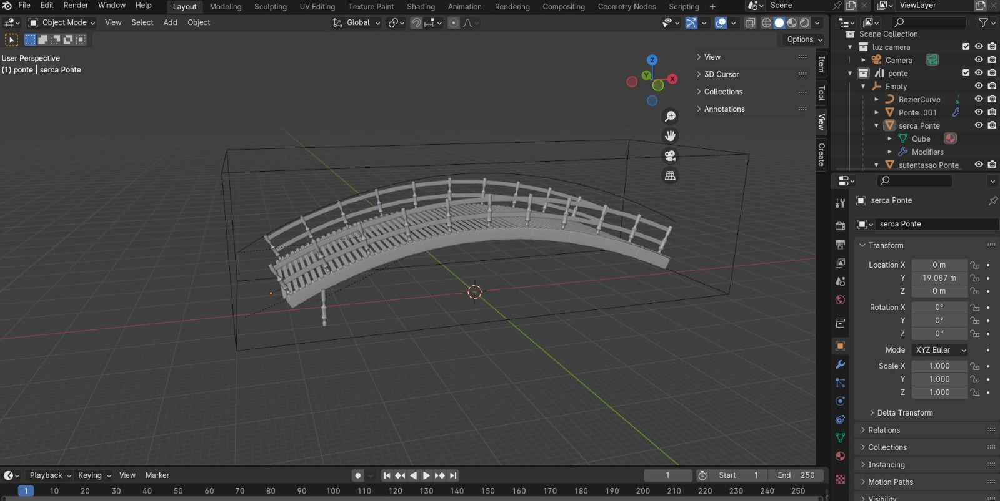 File Edit Render Window Help Layout Modeling Sculpting UV Editing Texture Paint Shading Animation Rendering Compositing Geometry Nodes Scripting + Scene ViewLayer
Object Mode View Select Add Object Global
Options
User Perspective
(1) ponte | serca Ponte
View
3D Cursor
Collections
Annotations
Item
Tool
View
Create
Z
Y
X
Scene Collection
luz camera
Camera
ponte
Empty
BezierCurve
Ponte .001
serca Ponte
Cube
Modifiers
sutentasao Ponte
serca Ponte
serca Ponte
Transform
Location X 0 m
Y 19.087 m
Z 0 m
Rotation X 0°
Y 0°
Z 0°
Mode XYZ Euler
Scale X 1.000
Y 1.000
Z 1.000
Delta Transform
Relations
Collections
Instancing
Motion Paths
Visibility
Playback Keying View Marker 1 Start 1 End 250
1 10 20 30 40 50 60 70 80 90 100 110 120 130 140 150 160 170 180 190 200 210 220 230 240 250